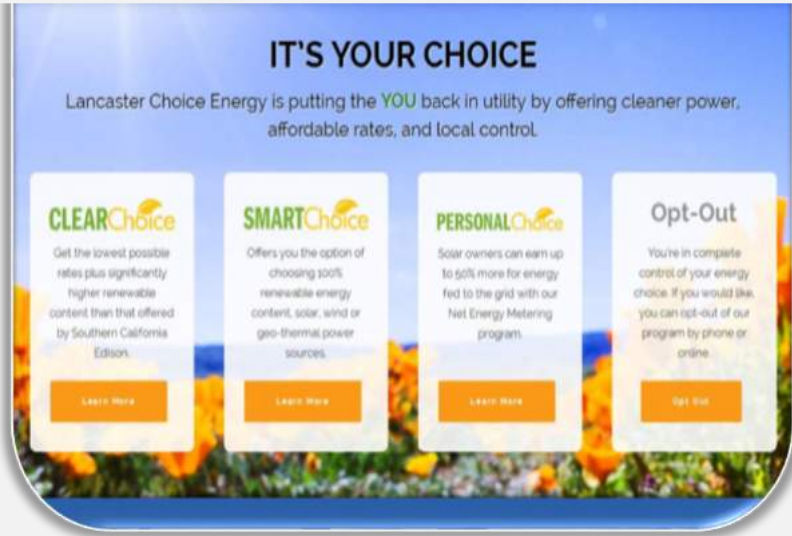 IT'S YOUR CHOICE
Lancaster Choice Energy is putting the YOU back in utility by offering cleaner power,
affordable rates, and local control.
CLEARChoice
Get the lowest possible
rates plus significantly
higher renewable
content than that offered
by Southern California
Edison.
Learn More
SMARTChoice
Offers you the option of
choosing 100%
renewable energy
content, solar, wind or
geo-thermal power
sources.
Learn More
PERSONALChoice
Solar owners can earn up
to 50% more for energy
fed to the grid with our
Net Energy Metering
program.
Learn More
Opt-Out
You're in complete
control of your energy
choice. If you would like,
you can opt-out of our
program by phone or
online.
Opt Out